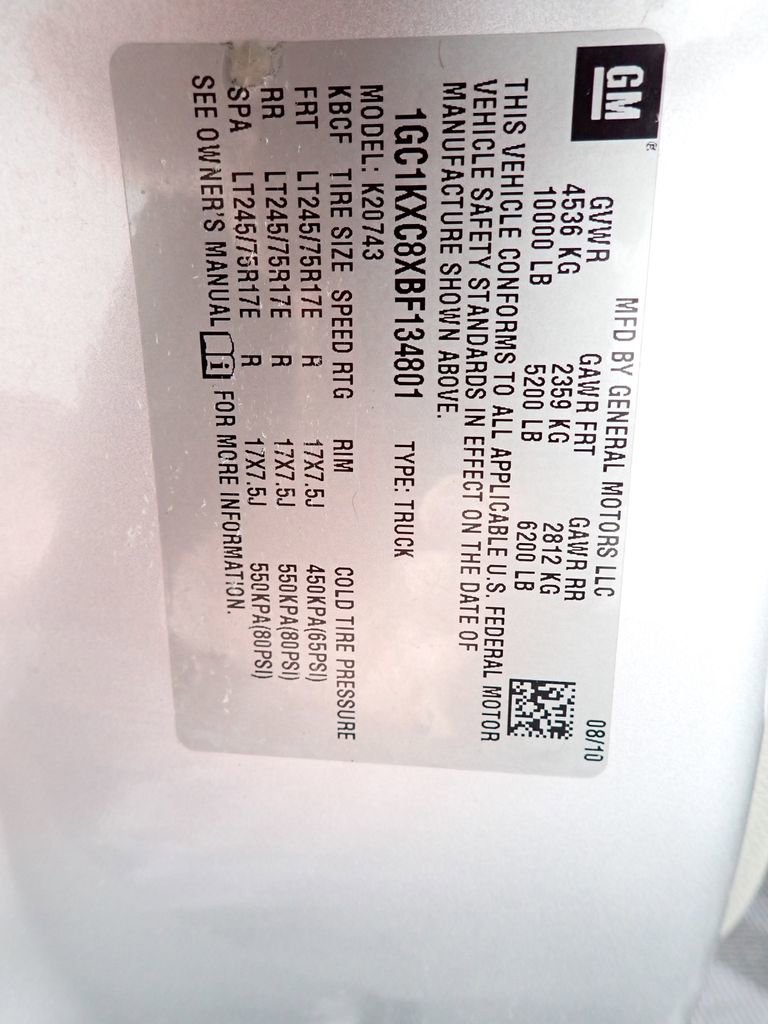 GM®
MFD BY GENERAL MOTORS LLC 08/10
GVWR GAWR FRT GAWR RR
4536 KG 2359 KG 2812 KG
10000 LB 5200 LB 6200 LB
THIS VEHICLE CONFORMS TO ALL APPLICABLE U.S. FEDERAL MOTOR
VEHICLE SAFETY STANDARDS IN EFFECT ON THE DATE OF
MANUFACTURE SHOWN ABOVE.
1GC1KXC8XBF134801 TYPE: TRUCK
MODEL: K20743
KBCF TIRE SIZE SPEED RTG RIM COLD TIRE PRESSURE
FRT LT245/75R17E R 17X7.5J 450KPA(65PSI)
RR LT245/75R17E R 17X7.5J 550KPA(80PSI)
SPA LT245/75R17E R 17X7.5J 550KPA(80PSI)
SEE OWNER'S MANUAL i FOR MORE INFORMATION.